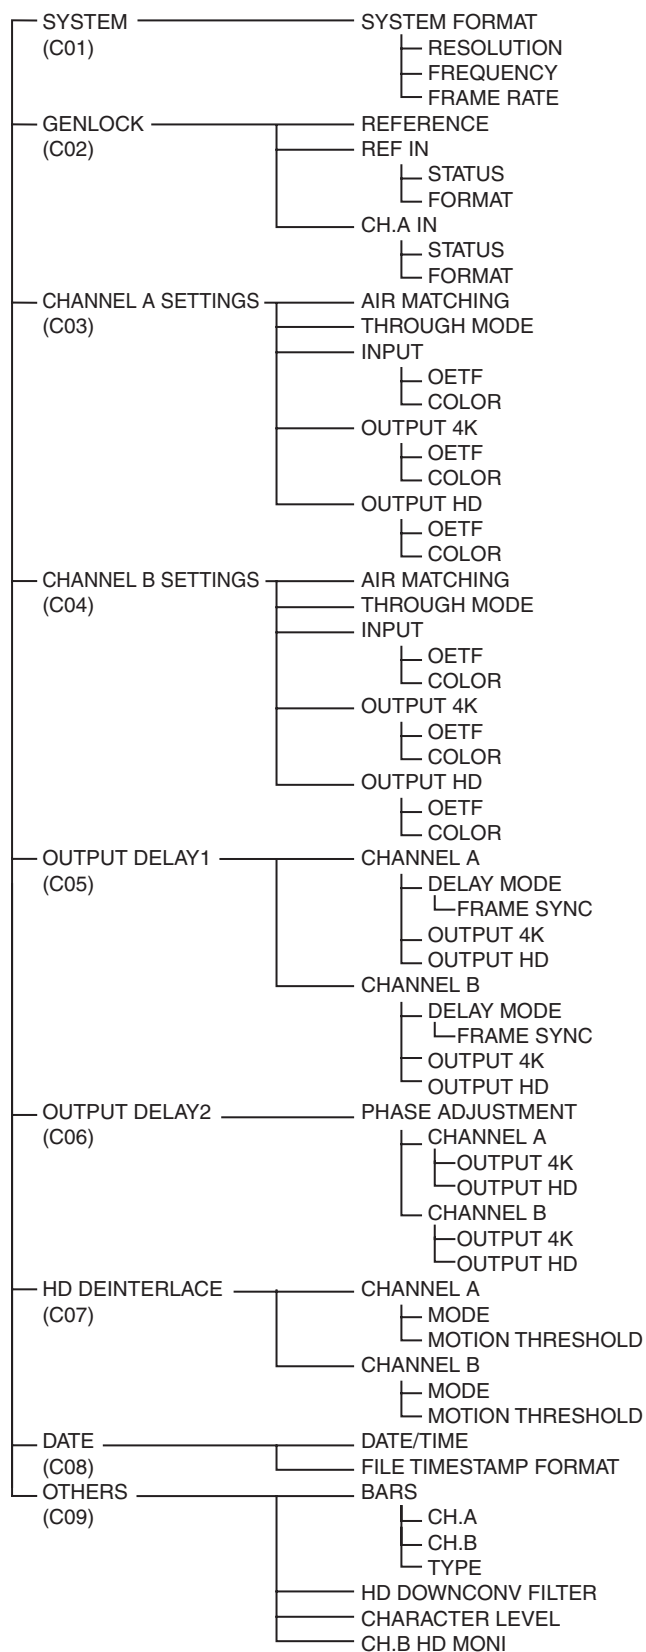 SYSTEM SYSTEM FORMAT
(C01) RESOLUTION
FREQUENCY
FRAME RATE
GENLOCK REFERENCE
(C02) REF IN
STATUS
FORMAT
CH.A IN
STATUS
FORMAT
CHANNEL A SETTINGS AIR MATCHING
(C03) THROUGH MODE
INPUT
OETF
COLOR
OUTPUT 4K
OETF
COLOR
OUTPUT HD
OETF
COLOR
CHANNEL B SETTINGS AIR MATCHING
(C04) THROUGH MODE
INPUT
OETF
COLOR
OUTPUT 4K
OETF
COLOR
OUTPUT HD
OETF
COLOR
OUTPUT DELAY1 CHANNEL A
(C05) DELAY MODE
FRAME SYNC
OUTPUT 4K
OUTPUT HD
CHANNEL B
DELAY MODE
FRAME SYNC
OUTPUT 4K
OUTPUT HD
OUTPUT DELAY2 PHASE ADJUSTMENT
(C06) CHANNEL A
OUTPUT 4K
OUTPUT HD
CHANNEL B
OUTPUT 4K
OUTPUT HD
HD DEINTERLACE CHANNEL A
(C07) MODE
MOTION THRESHOLD
CHANNEL B
MODE
MOTION THRESHOLD
DATE DATE/TIME
(C08) FILE TIMESTAMP FORMAT
OTHERS BARS
(C09) CH.A
CH.B
TYPE
HD DOWNCONV FILTER
CHARACTER LEVEL
CH.B HD MONI